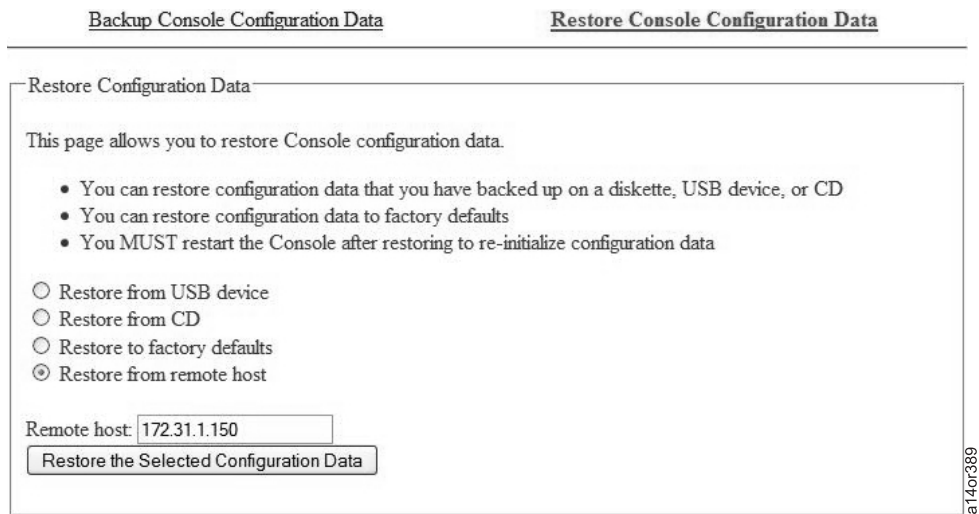 Backup Console Configuration Data
Restore Console Configuration Data
Restore Configuration Data
This page allows you to restore Console configuration data.
• You can restore configuration data that you have backed up on a diskette, USB device, or CD
• You can restore configuration data to factory defaults
• You MUST restart the Console after restoring to re-initialize configuration data
Restore from USB device
Restore from CD
Restore to factory defaults
Restore from remote host
Remote host: 172.31.1.150
Restore the Selected Configuration Data
a14or389